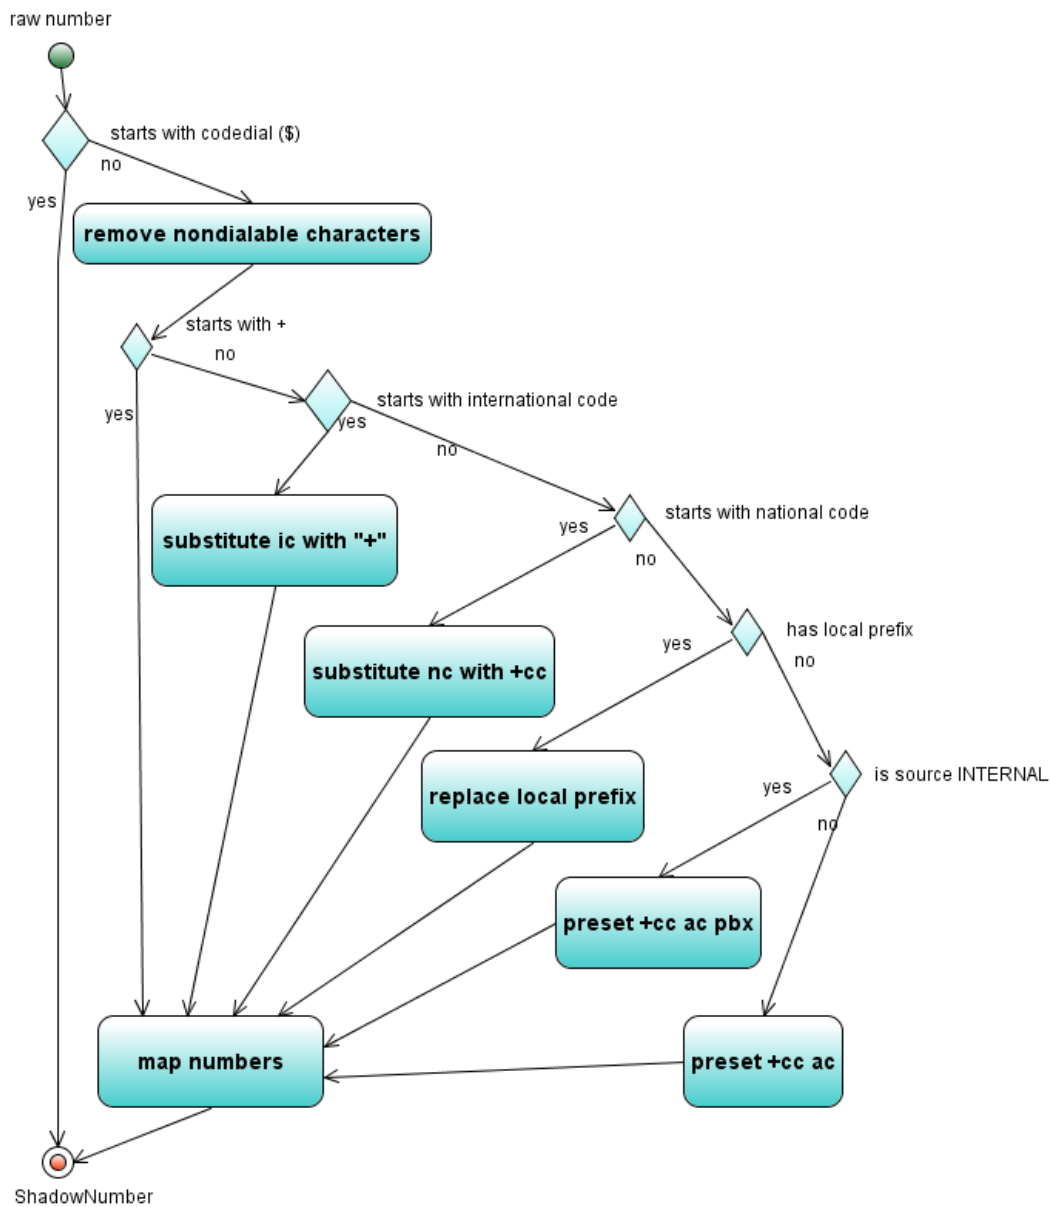 raw number
starts with codedial ($)
no
yes
remove nondialable characters
starts with +
no
yes
starts with international code
yes
no
substitute ic with "+"
starts with national code
yes
no
substitute nc with +cc
has local prefix
yes
no
replace local prefix
is source INTERNAL
yes
no
preset +cc ac pbx
map numbers
preset +cc ac
ShadowNumber